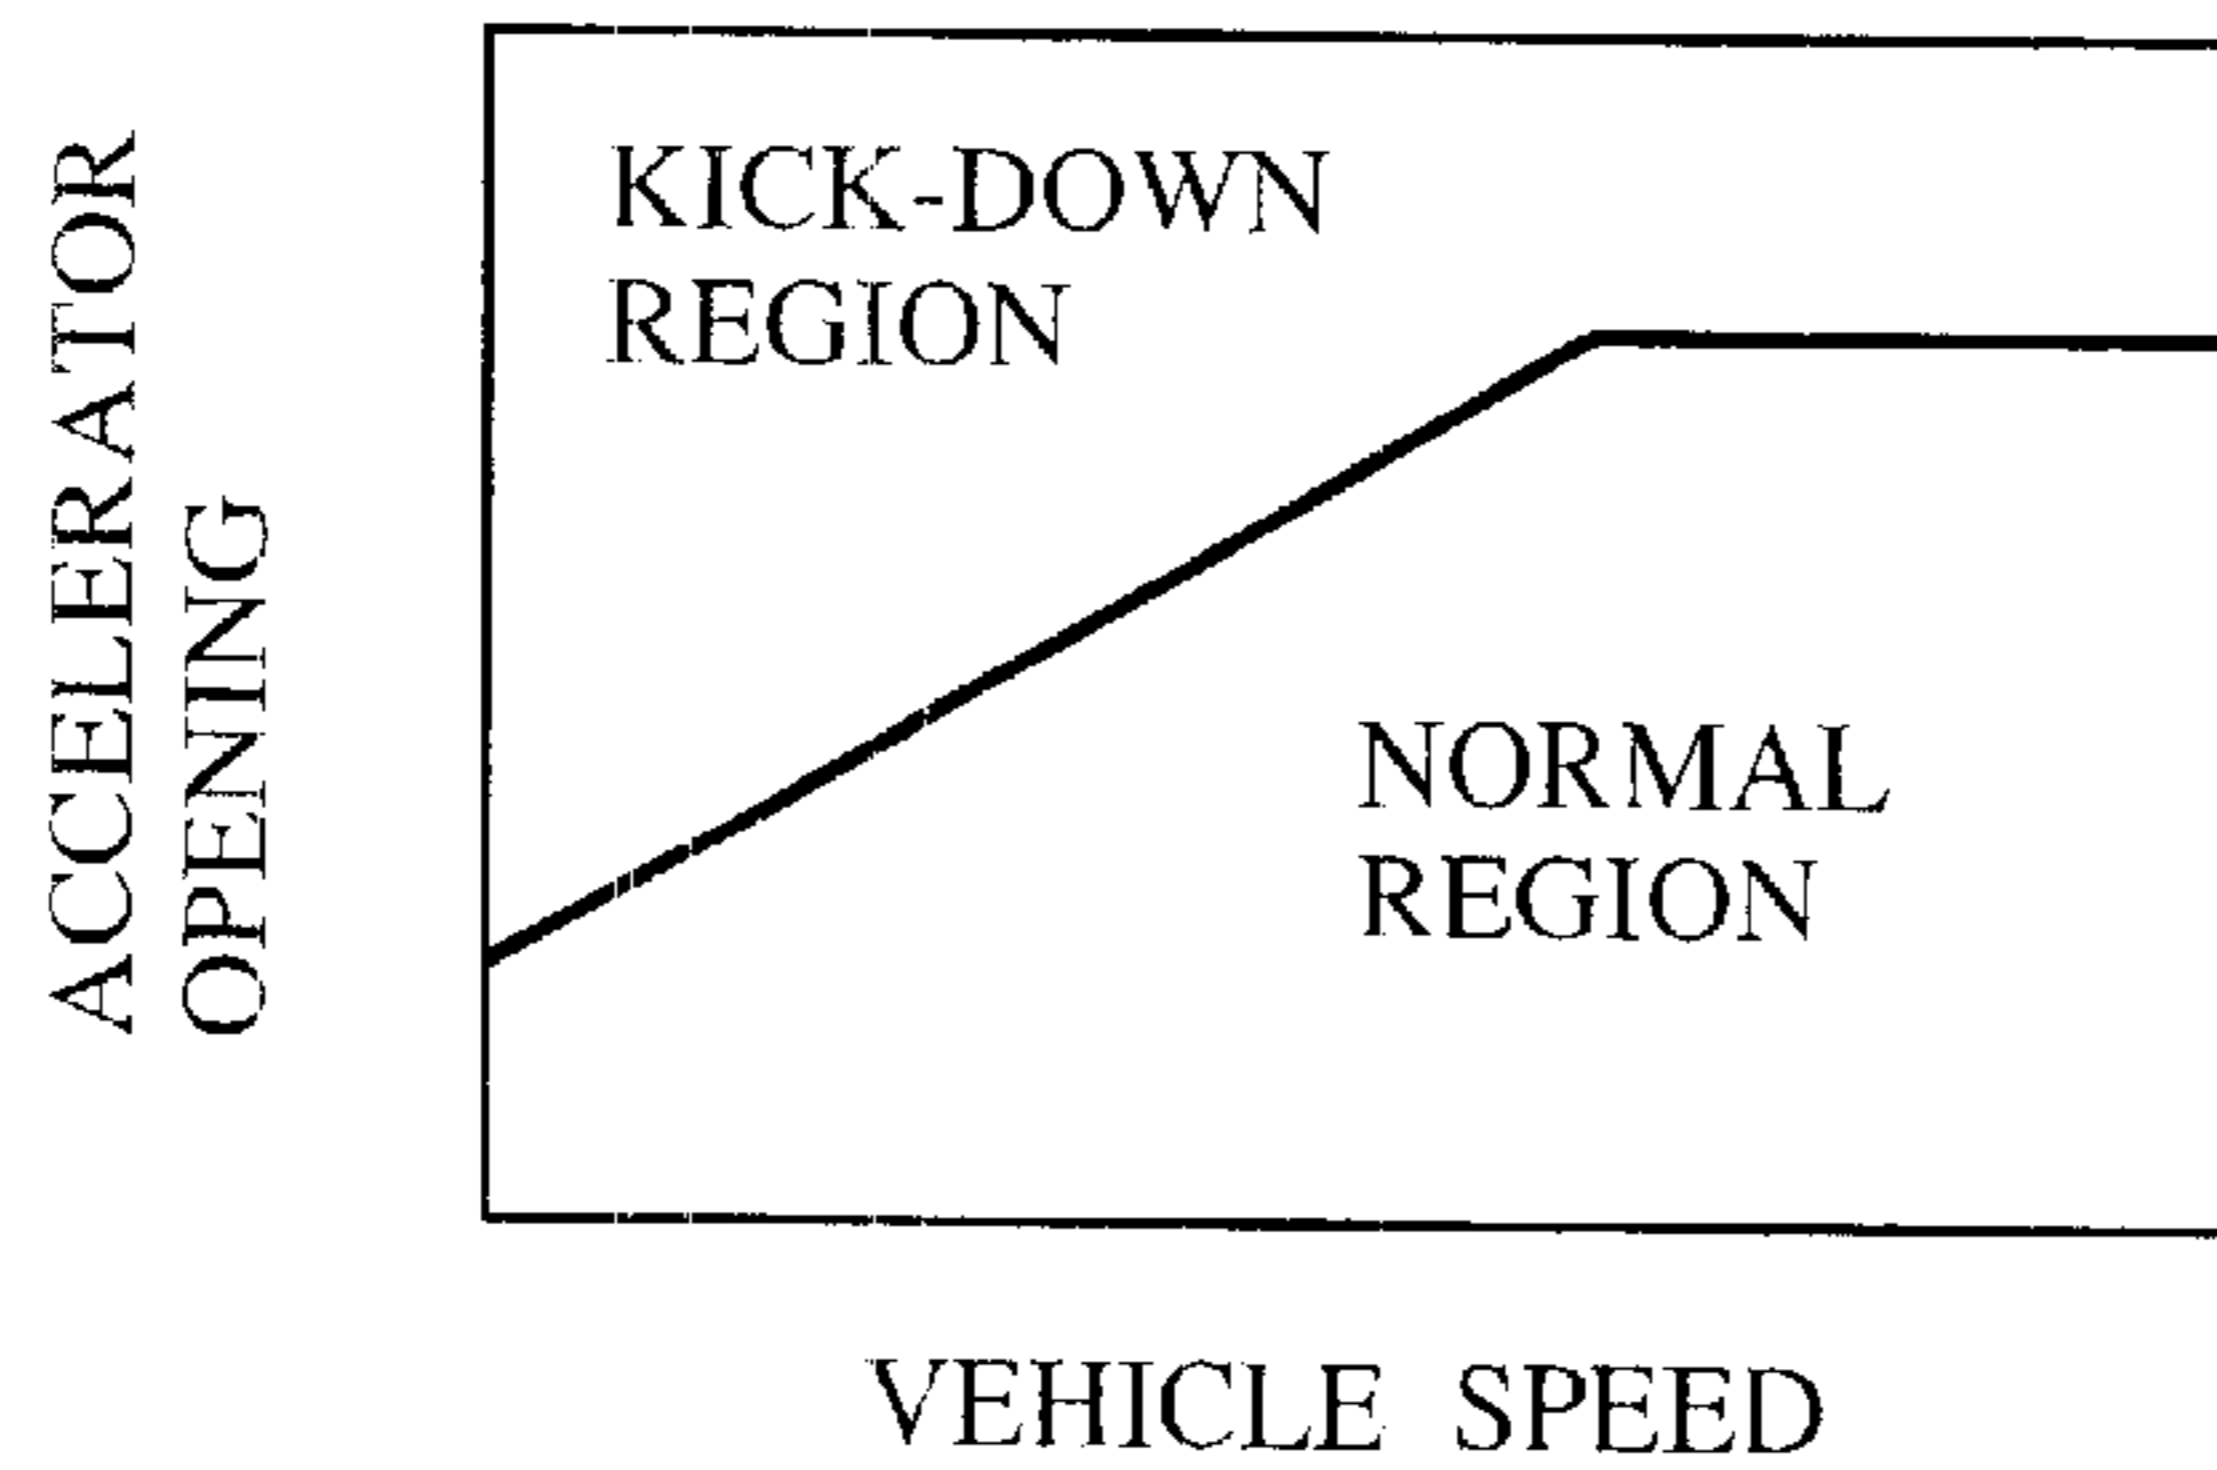 ACCELERATOR
OPENING
KICK-DOWN
REGION
NORMAL
REGION
VEHICLE SPEED